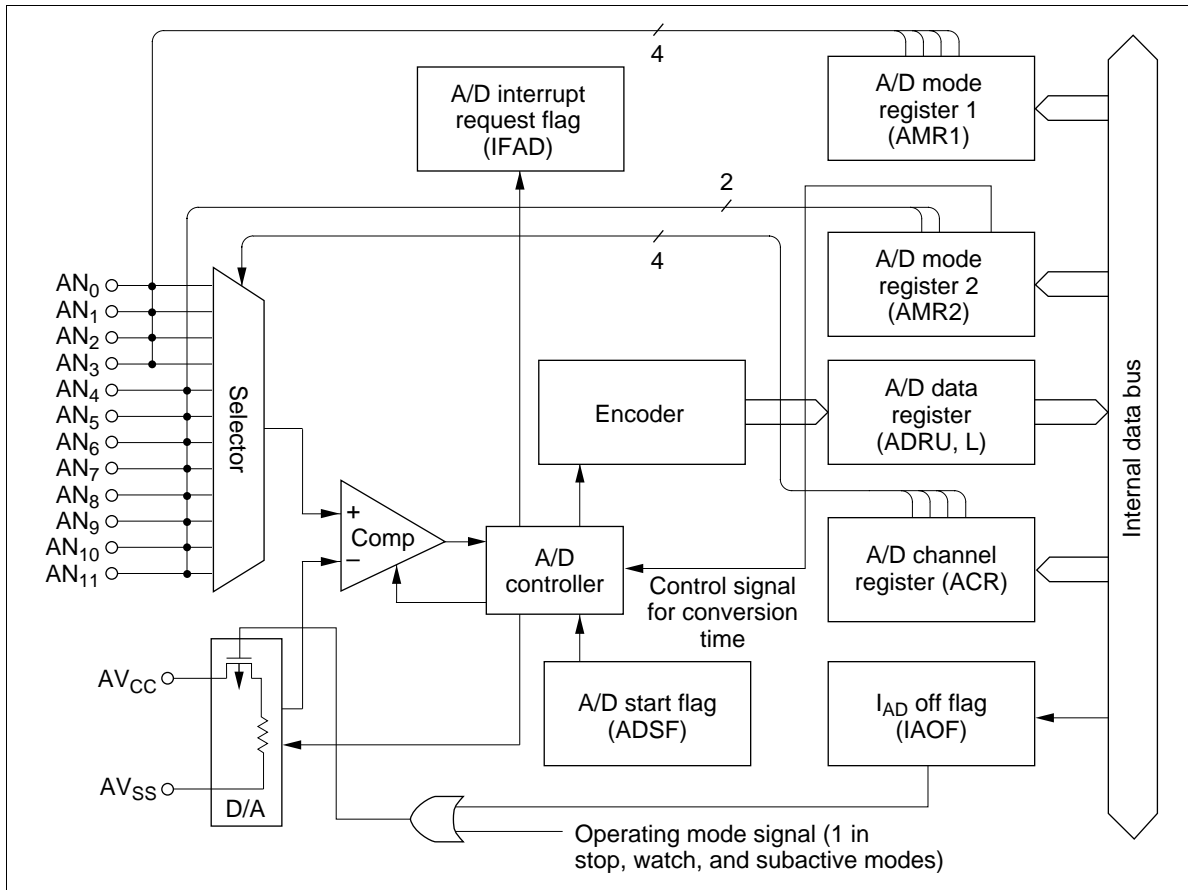 4
A/D mode
register 1
(AMR1)
A/D interrupt
request flag
(IFAD)
2
4
A/D mode
register 2
(AMR2)
AN0
AN1
AN2
AN3
AN4
AN5
AN6
AN7
AN8
AN9
AN10
AN11
Selector
Encoder
A/D data
register
(ADRU, L)
Internal data bus
+
Comp
−
A/D
controller
Control signal
for conversion
time
A/D channel
register (ACR)
AVCC
AVSS
D/A
A/D start flag
(ADSF)
IAD off flag
(IAOF)
Operating mode signal (1 in
stop, watch, and subactive modes)